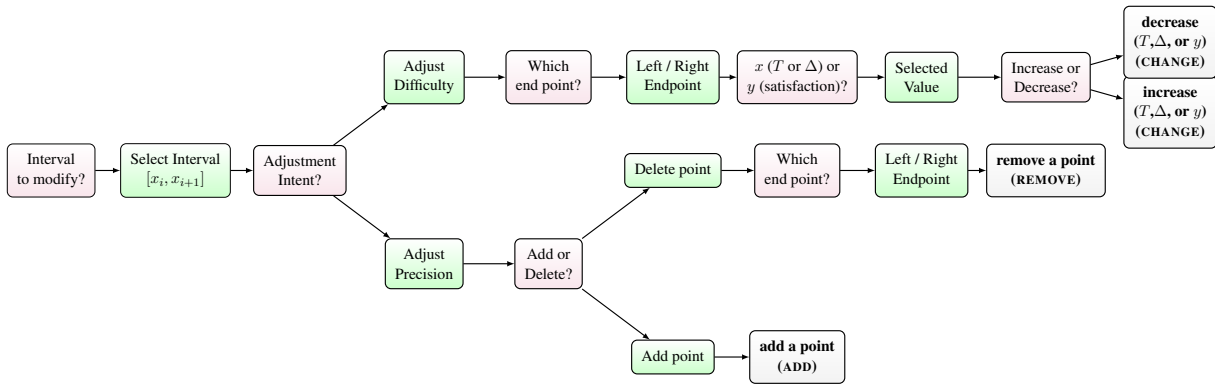 Interval
to modify?
Select Interval
[x_i, x_{i+1}]
Adjustment
Intent?
Adjust
Difficulty
Which
end point?
Left / Right
Endpoint
x (T or Δ) or
y (satisfaction)?
Selected
Value
Increase or
Decrease?
decrease
(T,Δ, or y)
(CHANGE)
increase
(T,Δ, or y)
(CHANGE)
Adjust
Precision
Add or
Delete?
Delete point
Which
end point?
Left / Right
Endpoint
remove a point
(REMOVE)
Add point
add a point
(ADD)